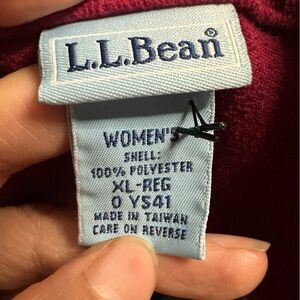 L.L.Bean®
WOMEN'S
SHELL:
100% POLYESTER
XL-REG
0 YS41
MADE IN TAIWAN
CARE ON REVERSE